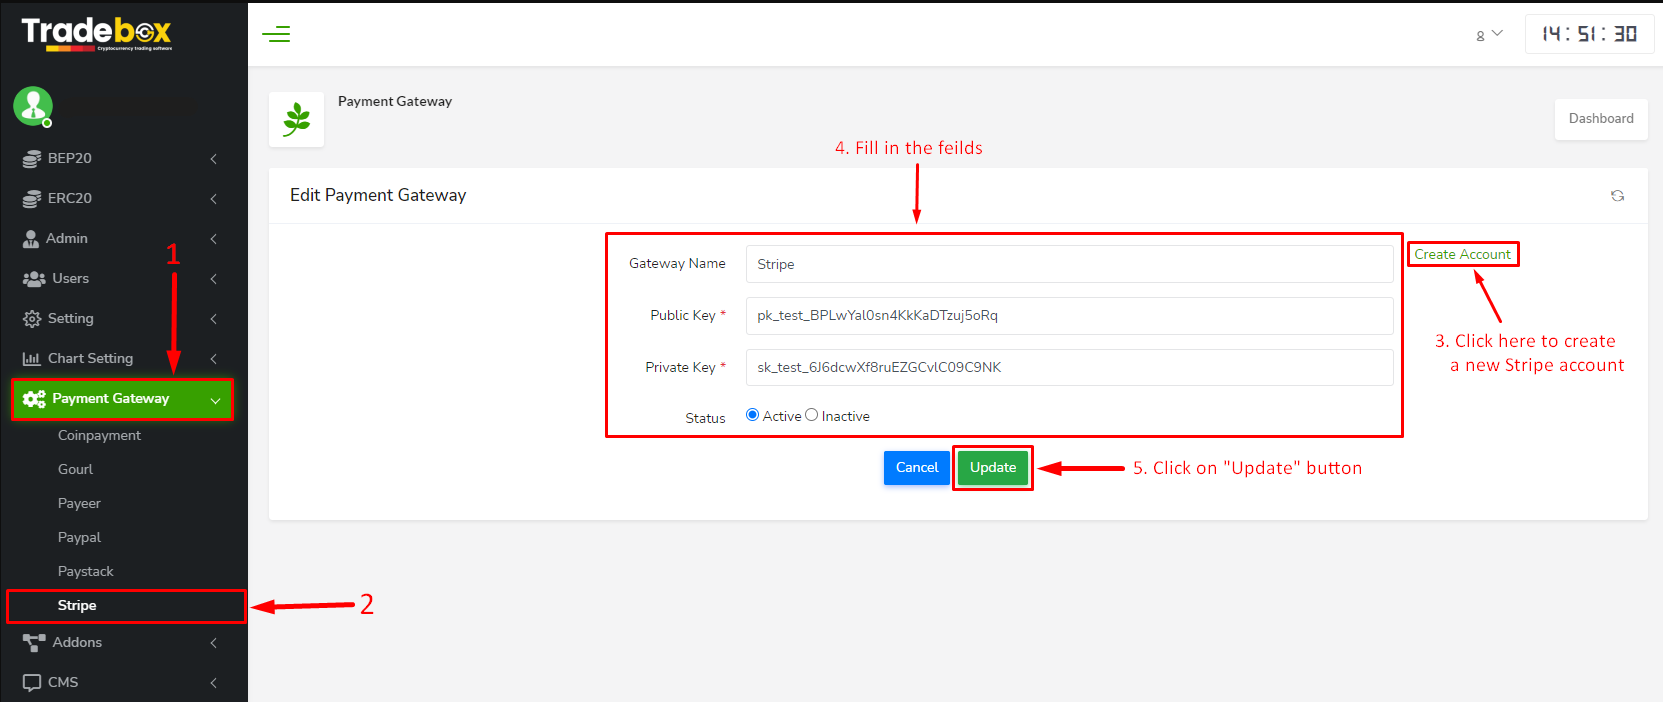 Tradebox
Cryptocurrency trading software
14:51:30
Payment Gateway
Dashboard
BEP20
ERC20
Admin
Users
Setting
Chart Setting
Payment Gateway
Coinpayment
Gourl
Payeer
Paypal
Paystack
Stripe
Addons
CMS
1
2
4. Fill in the feilds
Edit Payment Gateway
Gateway Name Stripe
Create Account
Public Key * pk_test_BPLwYal0sn4KkKaDTzuj5oRq
3. Click here to create
a new Stripe account
Private Key * sk_test_6J6dcwXf8ruEZGCvlC09C9NK
Status Active Inactive
Cancel Update
5. Click on "Update" button